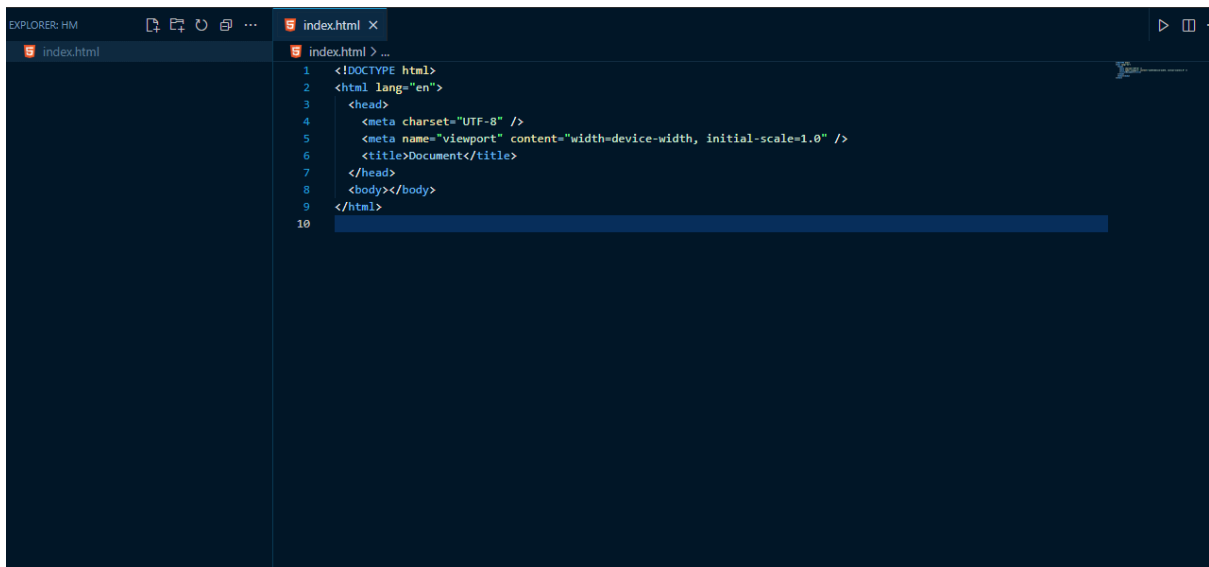 EXPLORER: HM
index.html
index.html
index.html > ...
1 <!DOCTYPE html>
2 <html lang="en">
3 <head>
4 <meta charset="UTF-8" />
5 <meta name="viewport" content="width=device-width, initial-scale=1.0" />
6 <title>Document</title>
7 </head>
8 <body></body>
9 </html>
10